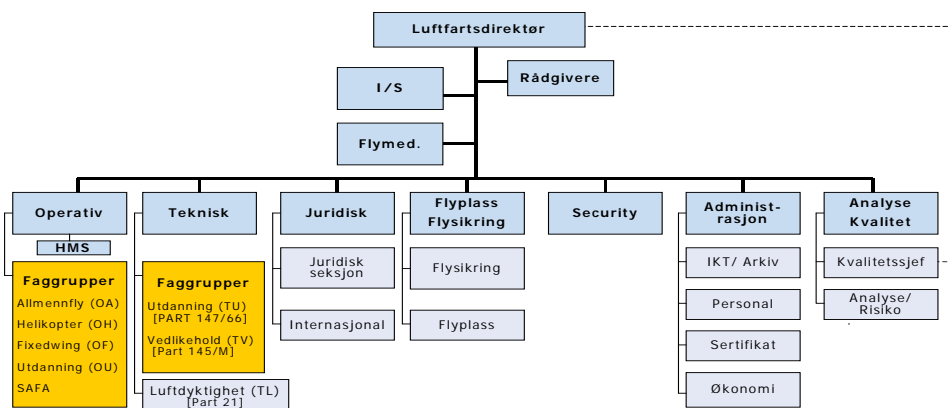 Luftfartsdirektør
Rådgivere
I/S
Flymed.
Operativ
HMS
Faggrupper
Allmennfly (OA)
Helikopter (OH)
Fixedwing (OF)
Utdanning (OU)
SAFA
Teknisk
Faggrupper
Utdanning (TU)
[PART 147/66]
Vedlikehold (TV)
[Part 145/M]
Luftdyktighet (TL)
[Part 21]
Juridisk
Juridisk
seksjon
Internasjonal
Flyplass
Flysikring
Flysikring
Flyplass
Security
Administ-
rasjon
IKT/ Arkiv
Personal
Sertifikat
Økonomi
Analyse
Kvalitet
Kvalitetssjef
Analyse/
Risiko